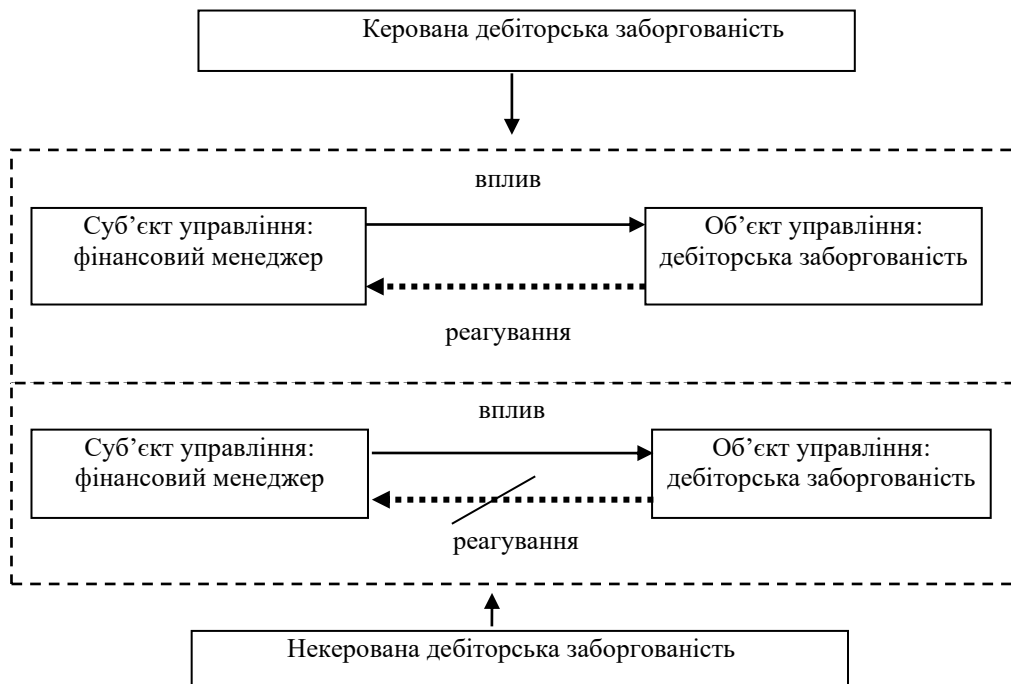 Керована дебіторська заборгованість
вплив
Суб’єкт управління:
фінансовий менеджер
Об’єкт управління:
дебіторська заборгованість
реагування
вплив
Суб’єкт управління:
фінансовий менеджер
Об’єкт управління:
дебіторська заборгованість
реагування
Некерована дебіторська заборгованість